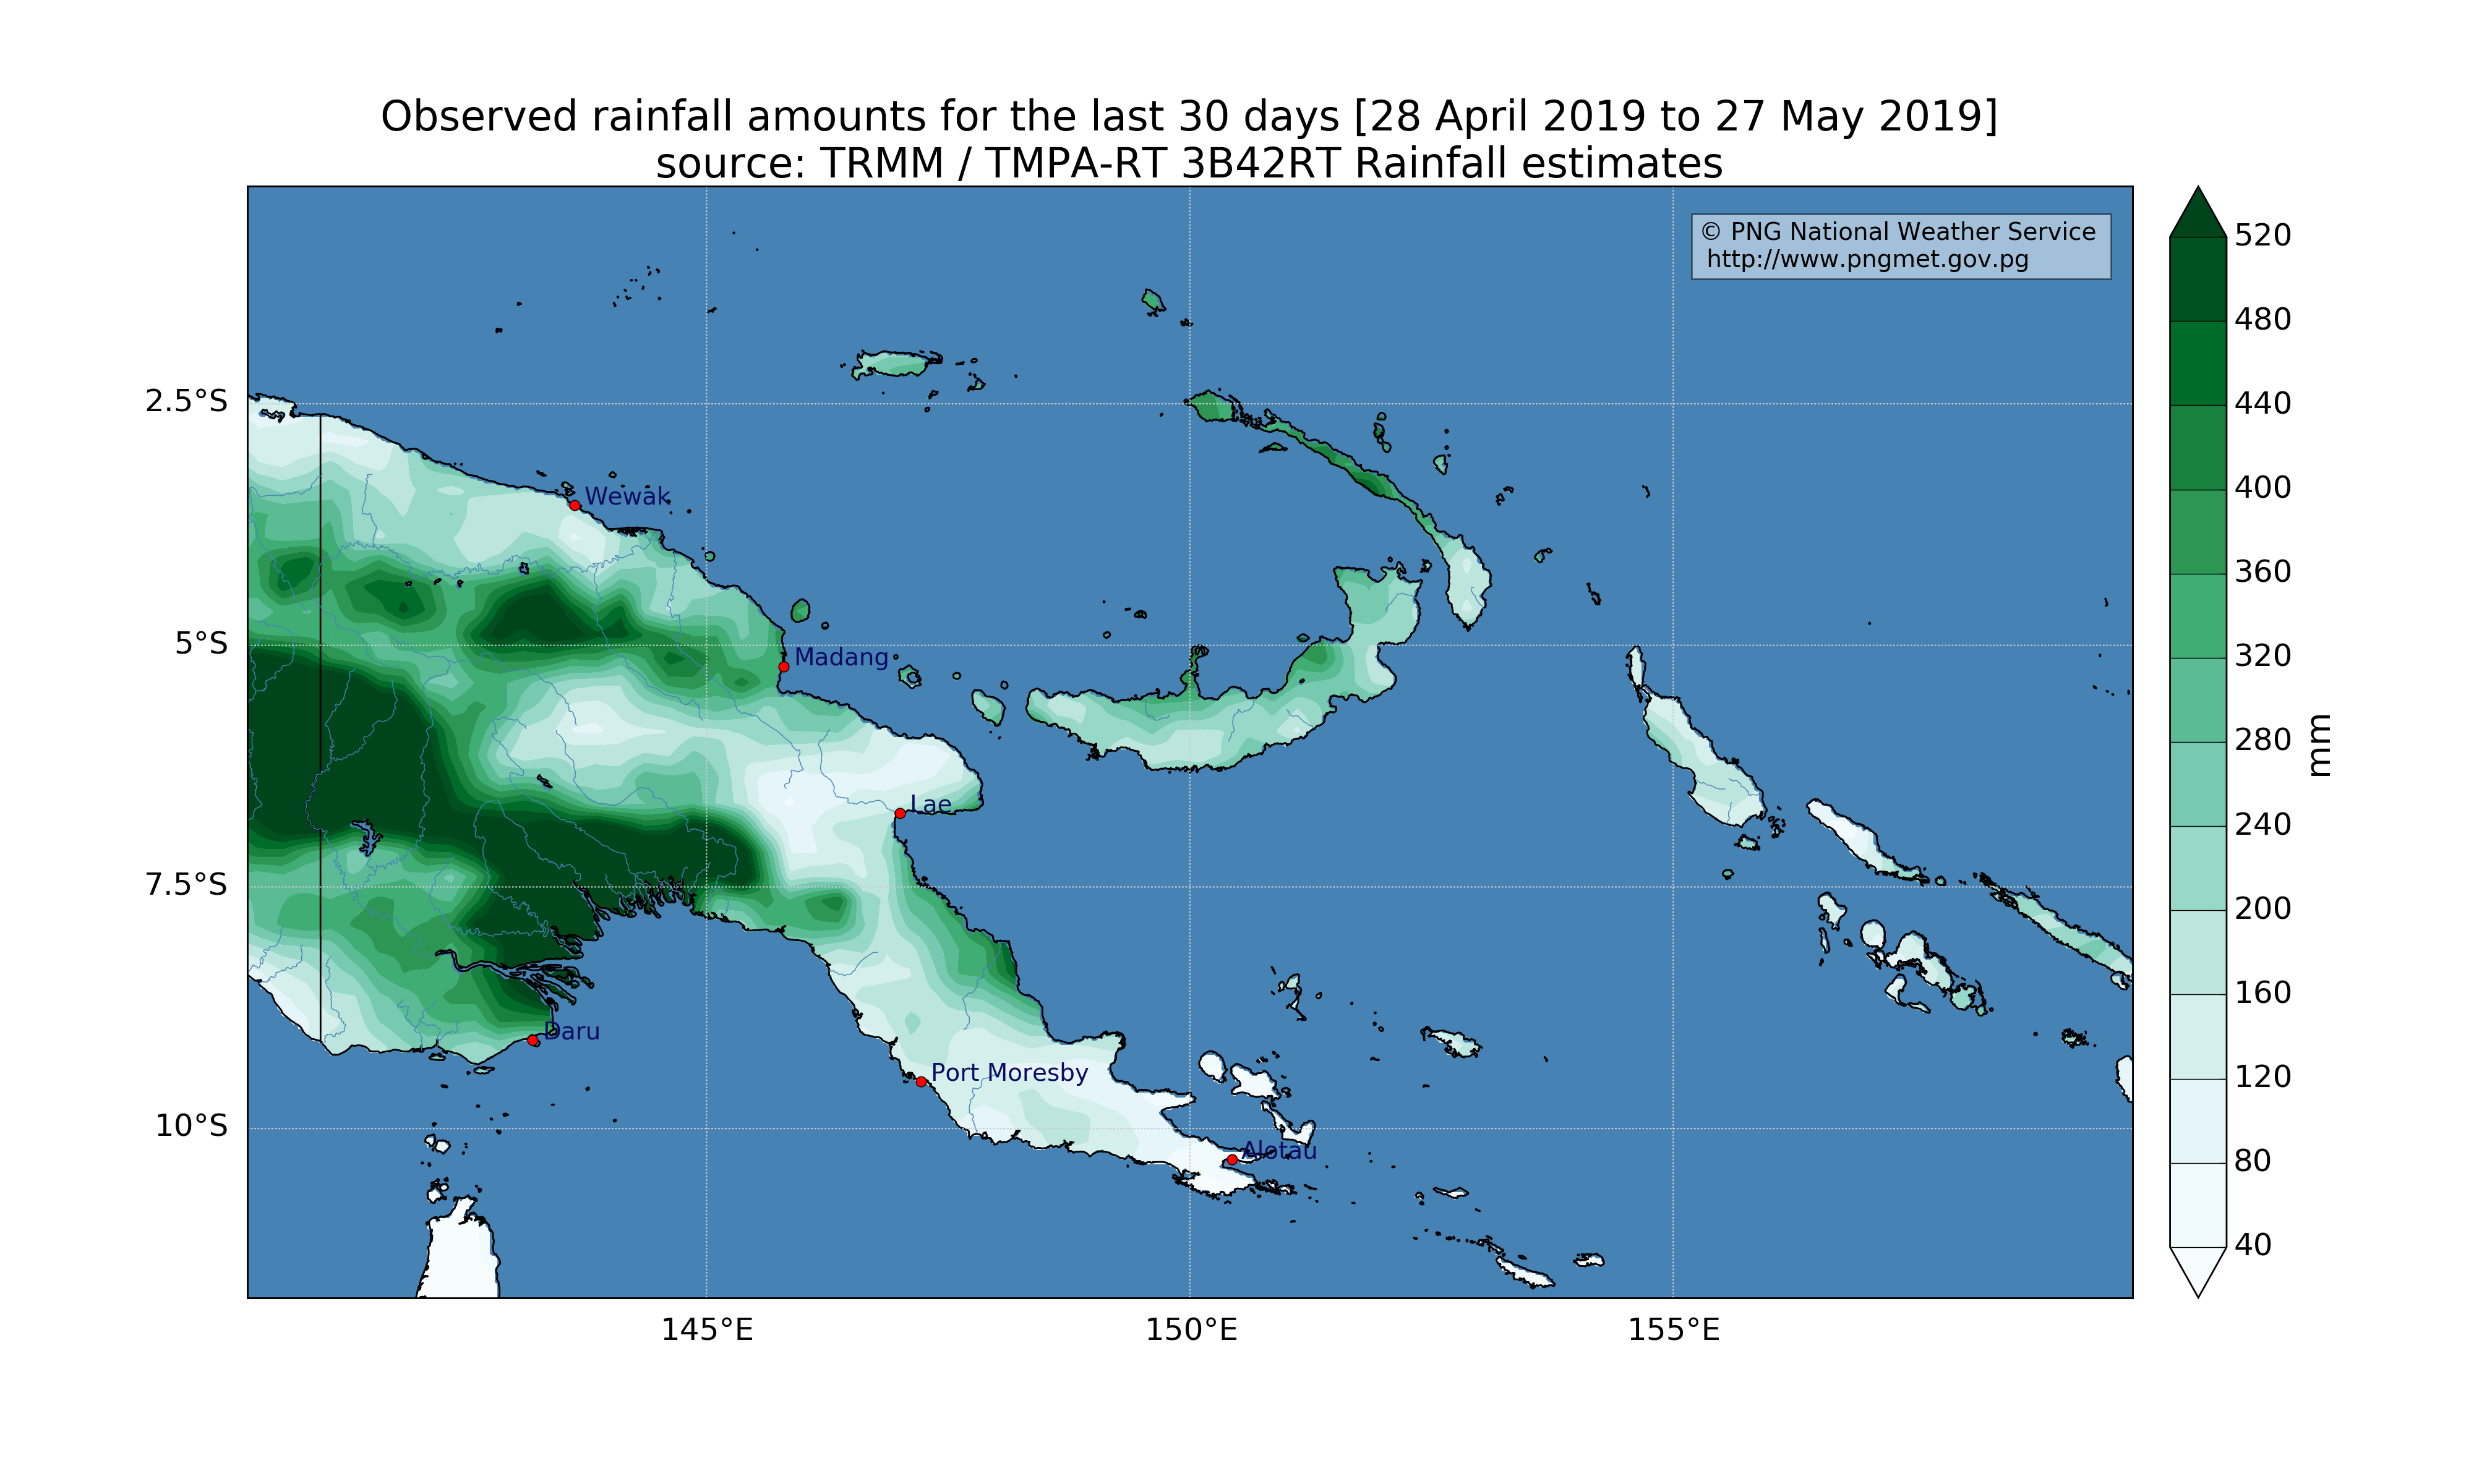 Observed rainfall amounts for the last 30 days [28 April 2019 to 27 May 2019]
source: TRMM / TMPA-RT 3B42RT Rainfall estimates
© PNG National Weather Service
http://www.pngmet.gov.pg
520
480
440
400
360
320
280
240
200
160
120
80
40
mm
2.5°S
5°S
7.5°S
10°S
Wewak
Madang
Lae
Daru
Port Moresby
Alotau
145°E
150°E
155°E